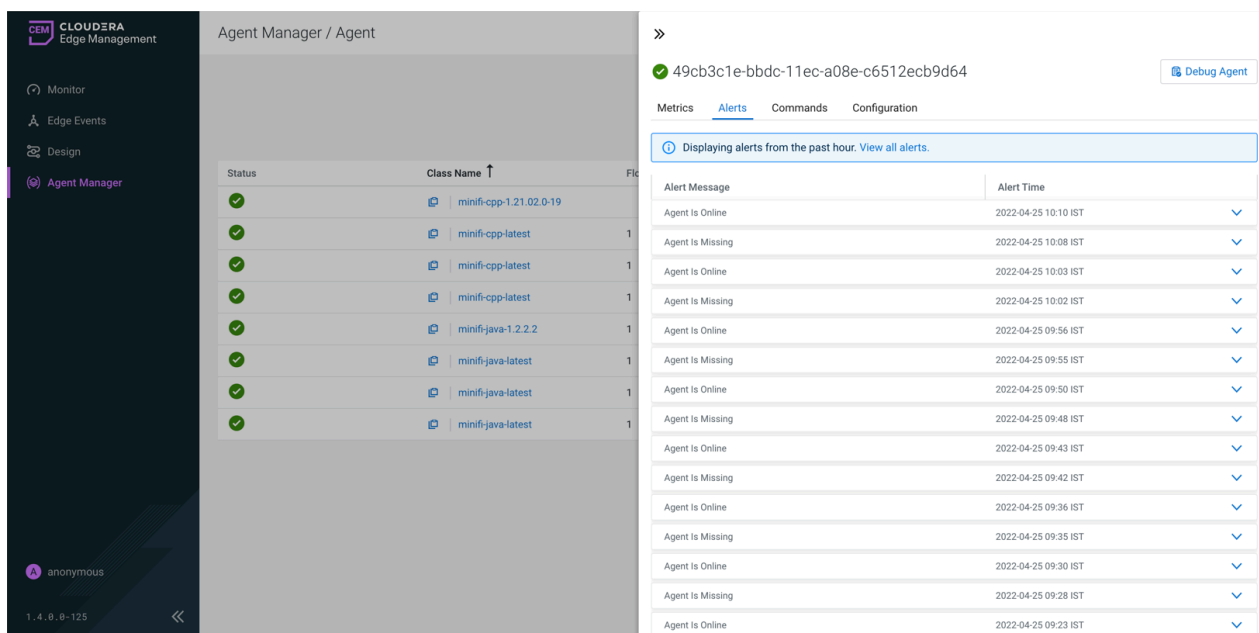 CEM CLOUDERA
Edge Management
Monitor
Edge Events
Design
Agent Manager
A anonymous
1.4.0.0-125
Agent Manager / Agent
Status Class Name Flo
minifi-cpp-1.21.02.0-19
minifi-cpp-latest 1
minifi-cpp-latest 1
minifi-cpp-latest 1
minifi-java-1.2.2.2 1
minifi-java-latest 1
minifi-java-latest 1
minifi-java-latest 1
49cb3c1e-bbdc-11ec-a08e-c6512ecb9d64 Debug Agent
Metrics Alerts Commands Configuration
Displaying alerts from the past hour. View all alerts.
Alert Message Alert Time
Agent Is Online 2022-04-25 10:10 IST
Agent Is Missing 2022-04-25 10:08 IST
Agent Is Online 2022-04-25 10:03 IST
Agent Is Missing 2022-04-25 10:02 IST
Agent Is Online 2022-04-25 09:56 IST
Agent Is Missing 2022-04-25 09:55 IST
Agent Is Online 2022-04-25 09:50 IST
Agent Is Missing 2022-04-25 09:48 IST
Agent Is Online 2022-04-25 09:43 IST
Agent Is Missing 2022-04-25 09:42 IST
Agent Is Online 2022-04-25 09:36 IST
Agent Is Missing 2022-04-25 09:35 IST
Agent Is Online 2022-04-25 09:30 IST
Agent Is Missing 2022-04-25 09:28 IST
Agent Is Online 2022-04-25 09:23 IST